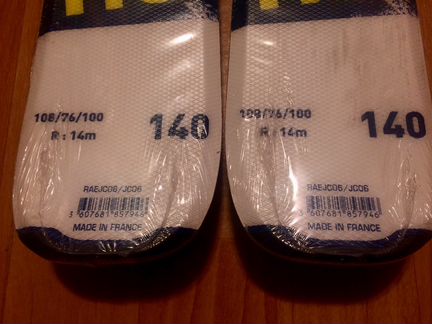 108/76/100
R : 14m
140
RAEJC06/JC06
3 607681 857946
MADE IN FRANCE
108/76/100
R : 14m
140
RAEJC06/JC06
3 607681 857946
MADE IN FRANCE